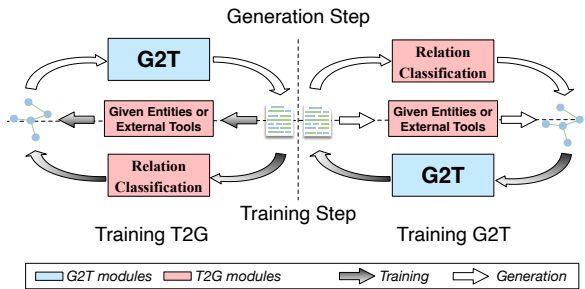 Generation Step
G2T
Relation
Classification
Given Entities or
External Tools
Given Entities or
External Tools
Relation
Classification
G2T
Training Step
Training T2G
Training G2T
G2T modules
T2G modules
Training
Generation